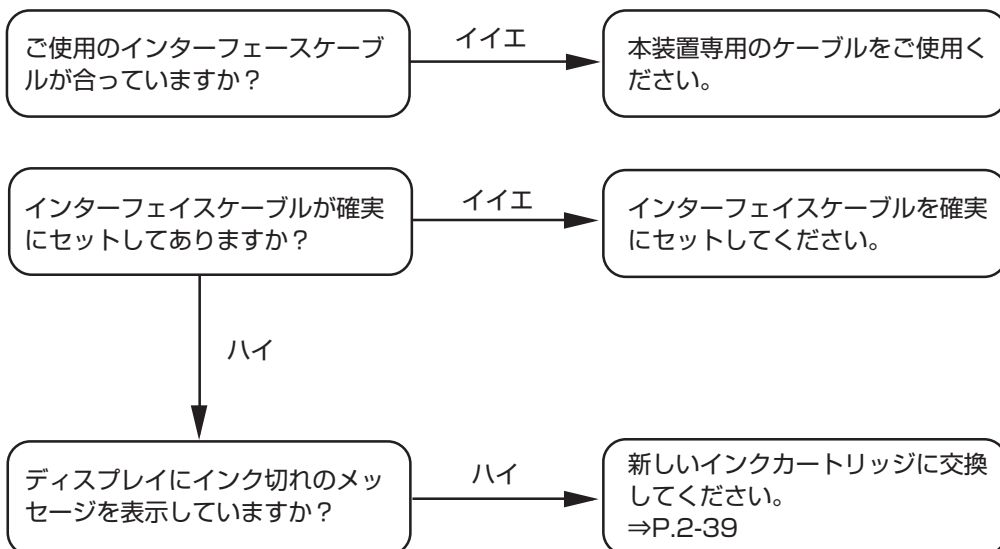 ご使用のインターフェースケーブ
ルが合っていますか？
イイエ
本装置専用のケーブルをご使用く
ださい。
インターフェイスケーブルが確実
にセットしてありますか？
イイエ
インターフェイスケーブルを確実
にセットしてください。
ハイ
ディスプレイにインク切れのメッ
セージを表示していますか？
ハイ
新しいインクカートリッジに交換
してください。
⇒P.2-39